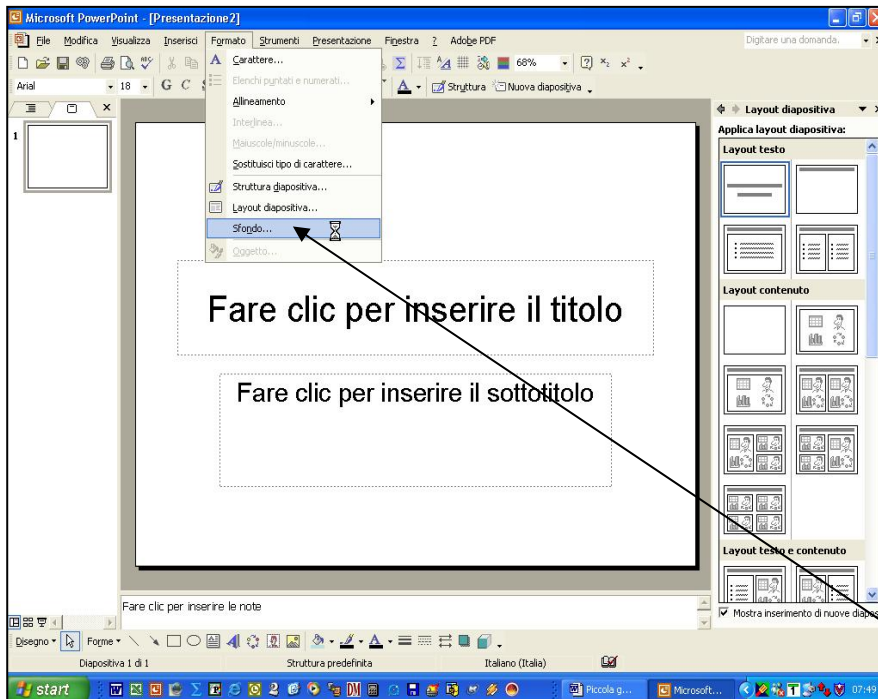 Microsoft PowerPoint - [Presentazione2]
File Modifica Visualizza Inserisci Formato Strumenti Presentazione Finestra ? Adobe PDF
Digitare una domanda.
68%
Arial 18 G C
Struttura Nuova diapositiva
Carattere...
Elenchi puntati e numerati...
Allineamento
Interlinea...
Maiuscole/minuscole...
Sostituisci tipo di carattere...
Struttura diapositiva...
Layout diapositiva...
Sfondo...
Oggetto...
1
Fare clic per inserire il titolo
Fare clic per inserire il sottotitolo
Layout diapositiva
Applica layout diapositiva:
Layout testo
Layout contenuto
Layout testo e contenuto
Mostra inserimento di nuove diapos
Fare clic per inserire le note
Disegno Forme
Diapositiva 1 di 1 Struttura predefinita Italiano (Italia)
start Piccola g... Microsoft... 07:49